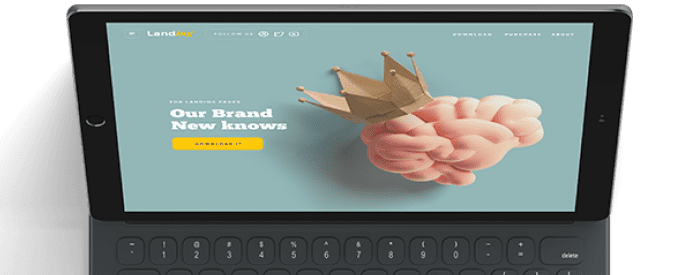 Landing FOLLOW US DOWNLOAD PURCHASE ABOUT
FOR LANDING PAGES
Our Brand
New knows
DOWNLOAD IT
~ ! @ # $ % ^ & * ( ) _ +
1 2 3 4 5 6 7 8 9 0 - = delete